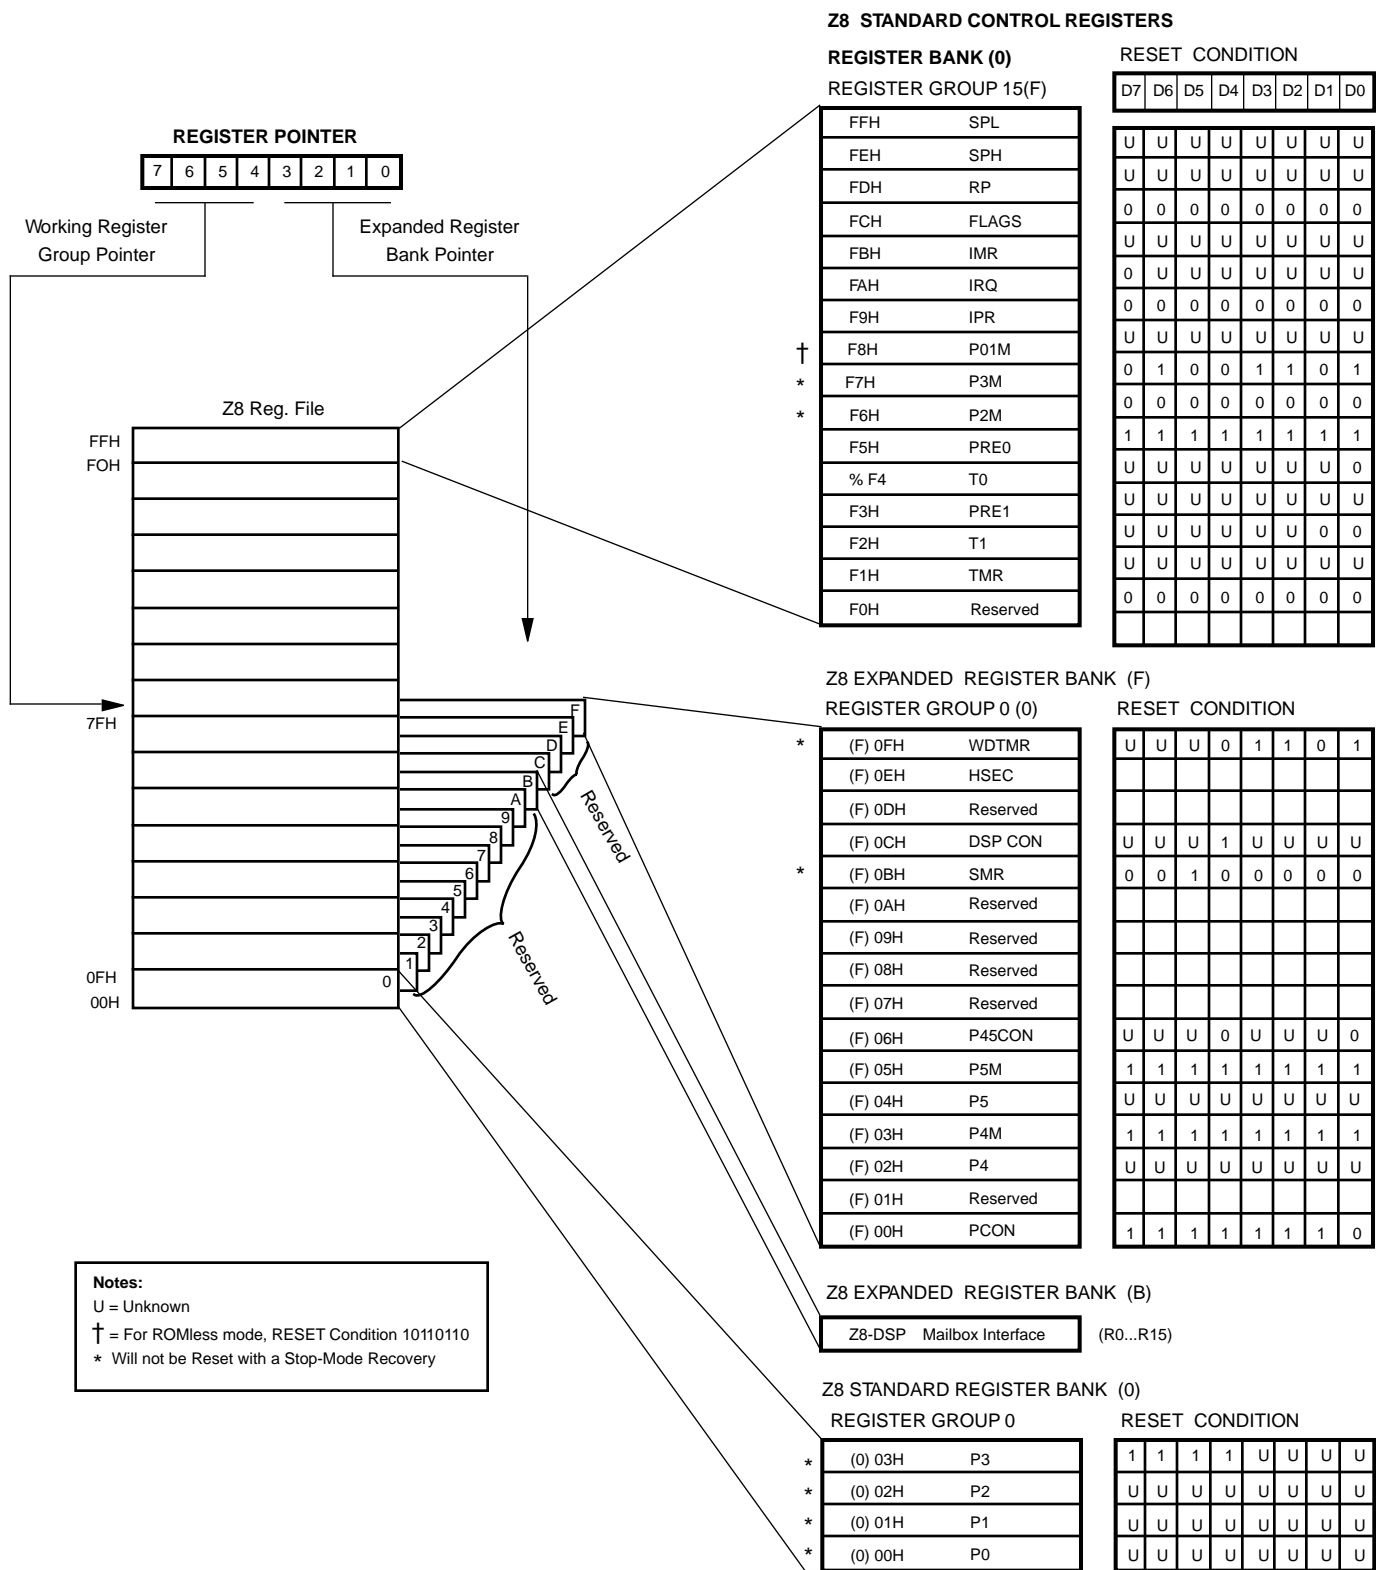 Z8 STANDARD CONTROL REGISTERS
REGISTER BANK (0)
RESET CONDITION
REGISTER GROUP 15(F)
D7 D6 D5 D4 D3 D2 D1 D0
FFH SPL U U U U U U U U
FEH SPH U U U U U U U U
FDH RP 0 0 0 0 0 0 0 0
FCH FLAGS U U U U U U U U
FBH IMR 0 U U U U U U U
FAH IRQ 0 0 0 0 0 0 0 0
F9H IPR U U U U U U U U
† F8H P01M 0 1 0 0 1 1 0 1
* F7H P3M 0 0 0 0 0 0 0 0
* F6H P2M 1 1 1 1 1 1 1 1
F5H PRE0 U U U U U U U 0
% F4 T0 U U U U U U U U
F3H PRE1 U U U U U U 0 0
F2H T1 U U U U U U U U
F1H TMR 0 0 0 0 0 0 0 0
F0H Reserved
REGISTER POINTER
7 6 5 4 3 2 1 0
Working Register
Group Pointer
Expanded Register
Bank Pointer
Z8 Reg. File
FFH
FOH
7FH
0FH
00H
F
E
D
C
B
A
9
8
7
6
5
4
3
2
1
0
Reserved
Reserved
Z8 EXPANDED REGISTER BANK (F)
REGISTER GROUP 0 (0)
RESET CONDITION
* (F) 0FH WDTMR U U U 0 1 1 0 1
(F) 0EH HSEC
(F) 0DH Reserved
(F) 0CH DSP CON U U U 1 U U U U
* (F) 0BH SMR 0 0 1 0 0 0 0 0
(F) 0AH Reserved
(F) 09H Reserved
(F) 08H Reserved
(F) 07H Reserved
(F) 06H P45CON U U U 0 U U U 0
(F) 05H P5M 1 1 1 1 1 1 1 1
(F) 04H P5 U U U U U U U U
(F) 03H P4M 1 1 1 1 1 1 1 1
(F) 02H P4 U U U U U U U U
(F) 01H Reserved
(F) 00H PCON 1 1 1 1 1 1 1 0
Notes:
U = Unknown
† = For ROMless mode, RESET Condition 10110110
* Will not be Reset with a Stop-Mode Recovery
Z8 EXPANDED REGISTER BANK (B)
Z8-DSP Mailbox Interface (R0...R15)
Z8 STANDARD REGISTER BANK (0)
REGISTER GROUP 0
RESET CONDITION
* (0) 03H P3 1 1 1 1 U U U U
* (0) 02H P2 U U U U U U U U
* (0) 01H P1 U U U U U U U U
* (0) 00H P0 U U U U U U U U